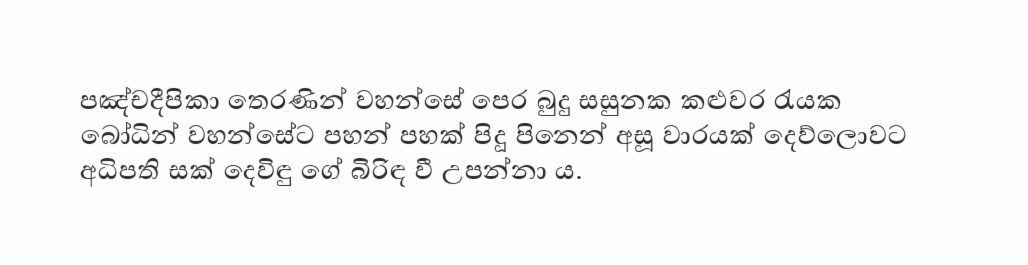 පඤ්චදීපිකා තෙරණින් වහන්සේ පෙර බුදු සසුනක කළුවර රැයක
බෝධින් වහන්සේට පහන් පහක් පිදූ පිනෙන් අසූ වාරයක් දෙව්ලොවට
අධිපති සක් දෙවිඳු ගේ බිරිඳ වී උපන්නා ය.